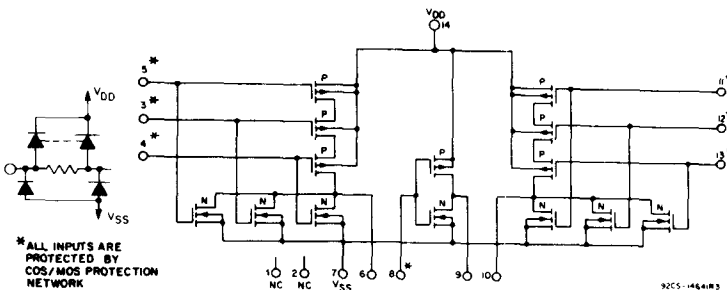 VDD
14
5*
3*
4*
11*
12*
13
VDD
VSS
P
P
P
P
P
P
P
N
N
N
N
N
N
N
*ALL INPUTS ARE
PROTECTED BY
COS/MOS PROTECTION
NETWORK
1
NC
2
NC
7
VSS
6
8*
9
10
92CS-14641R3